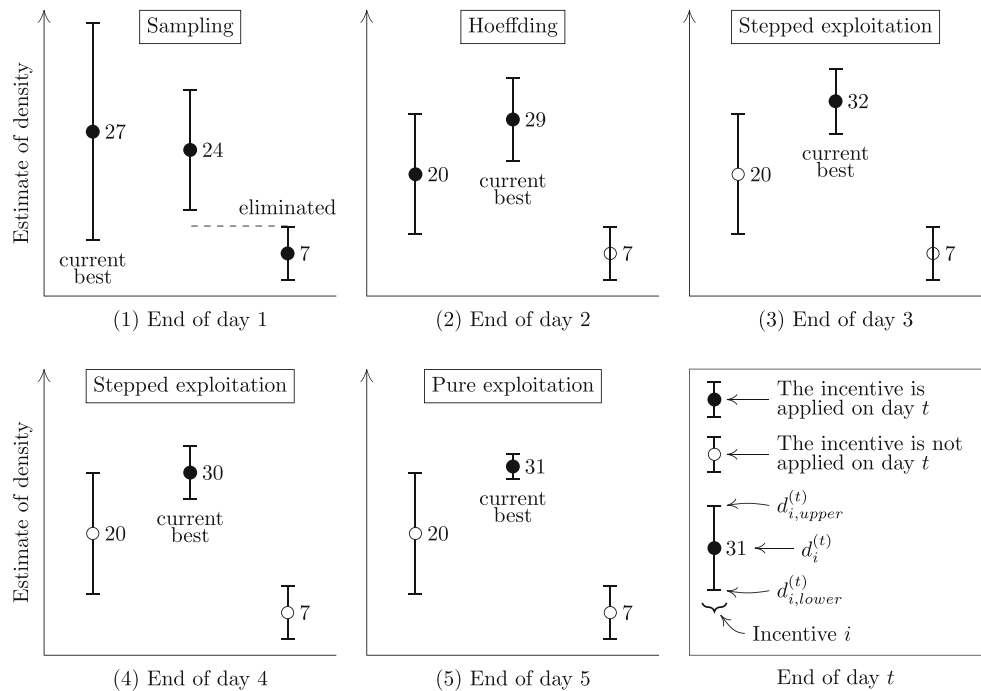 Sampling
Estimate of density
27
24
7
eliminated
current
best
(1) End of day 1
Hoeffding
20
29
7
current
best
(2) End of day 2
Stepped exploitation
20
32
7
current
best
(3) End of day 3
Stepped exploitation
Estimate of density
20
30
7
current
best
(4) End of day 4
Pure exploitation
20
31
7
current
best
(5) End of day 5
The incentive is
applied on day t
The incentive is not
applied on day t
d_{i,upper}^{(t)}
31
d_i^{(t)}
d_{i,lower}^{(t)}
Incentive i
End of day t